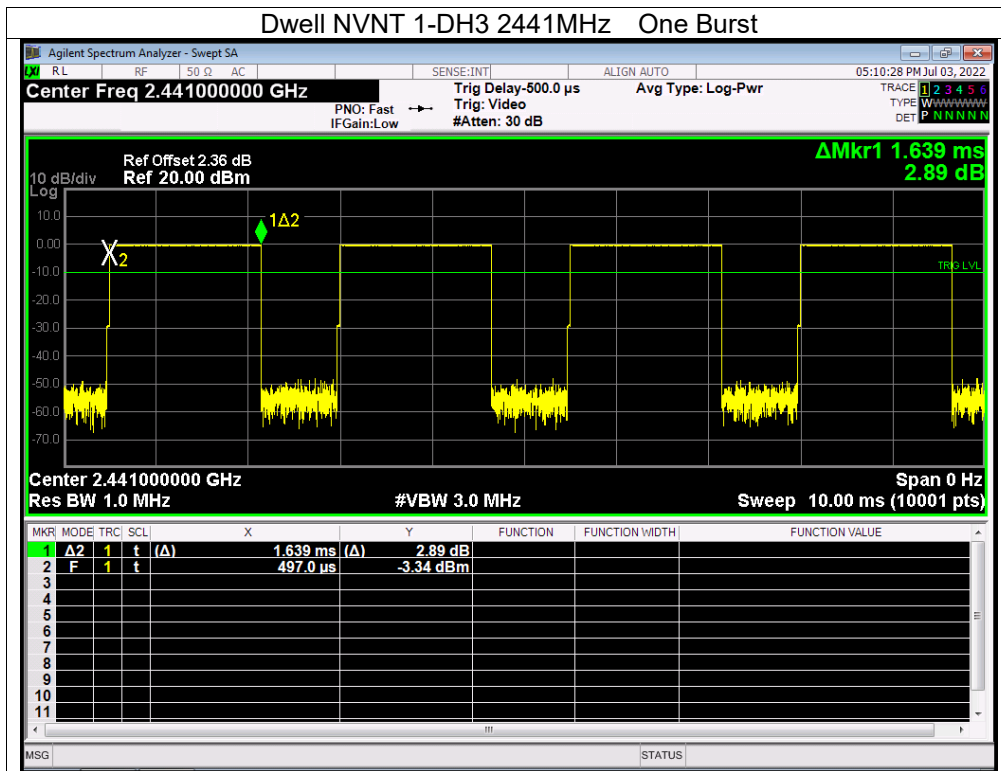 Dwell NVNT 1-DH3 2441MHz One Burst
Agilent Spectrum Analyzer - Swept SA
LXI RL RF 50 Ω AC SENSE:INT ALIGN AUTO 05:10:28 PM Jul 03, 2022
Center Freq 2.441000000 GHz Trig Delay-500.0 µs Avg Type: Log-Pwr TRACE 1 2 3 4 5 6
PNO: Fast Trig: Video TYPE WWWWWW
IFGain:Low #Atten: 30 dB DET P N N N N N
ΔMkr1 1.639 ms
2.89 dB
Ref Offset 2.36 dB
10 dB/div Ref 20.00 dBm
Log
10.0
1Δ2
0.00
2
-10.0
TRIG LVL
-20.0
-30.0
-40.0
-50.0
-60.0
-70.0
Center 2.441000000 GHz Span 0 Hz
Res BW 1.0 MHz #VBW 3.0 MHz Sweep 10.00 ms (10001 pts)
MKR MODE TRC SCL X Y FUNCTION FUNCTION WIDTH FUNCTION VALUE
1 Δ2 1 t (Δ) 1.639 ms (Δ) 2.89 dB
2 F 1 t 497.0 µs -3.34 dBm
3
4
5
6
7
8
9
10
11
MSG STATUS